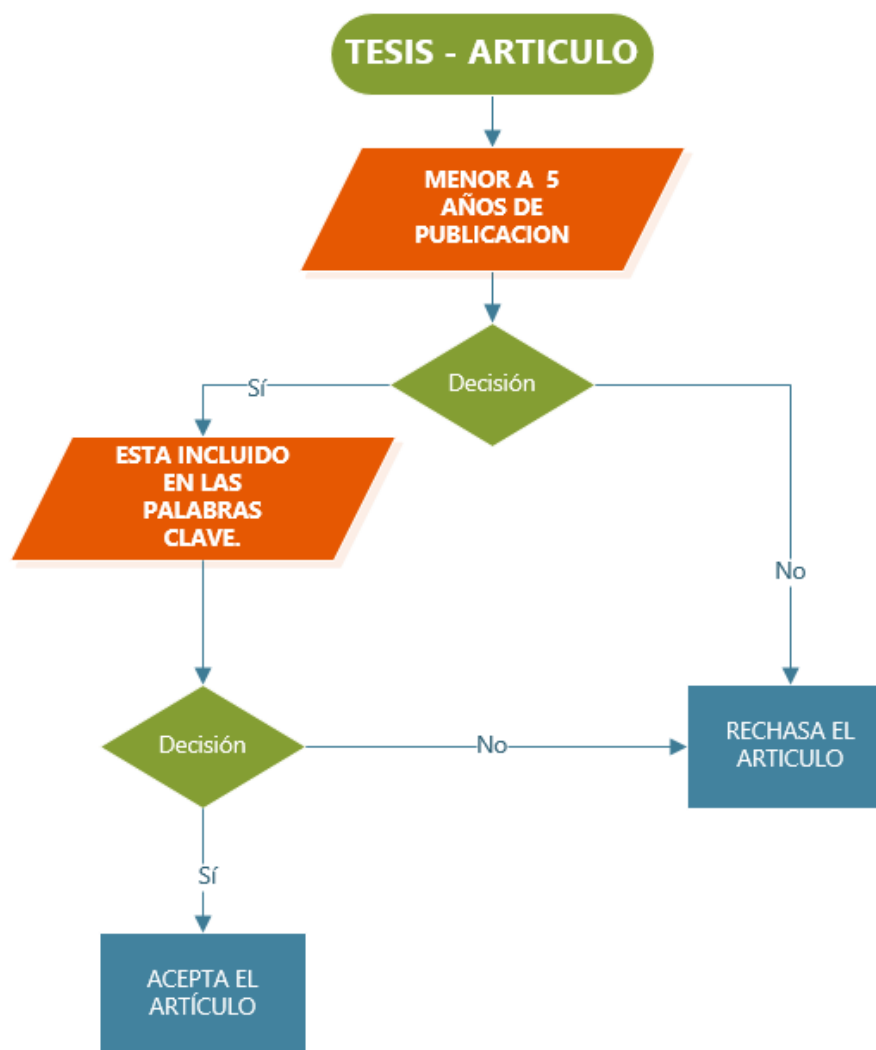 TESIS - ARTICULO
MENOR A 5
AÑOS DE
PUBLICACION
Decisión
Sí
ESTA INCLUIDO
EN LAS
PALABRAS
CLAVE.
No
Decisión
No
RECHASA EL
ARTICULO
Sí
ACEPTA EL
ARTÍCULO